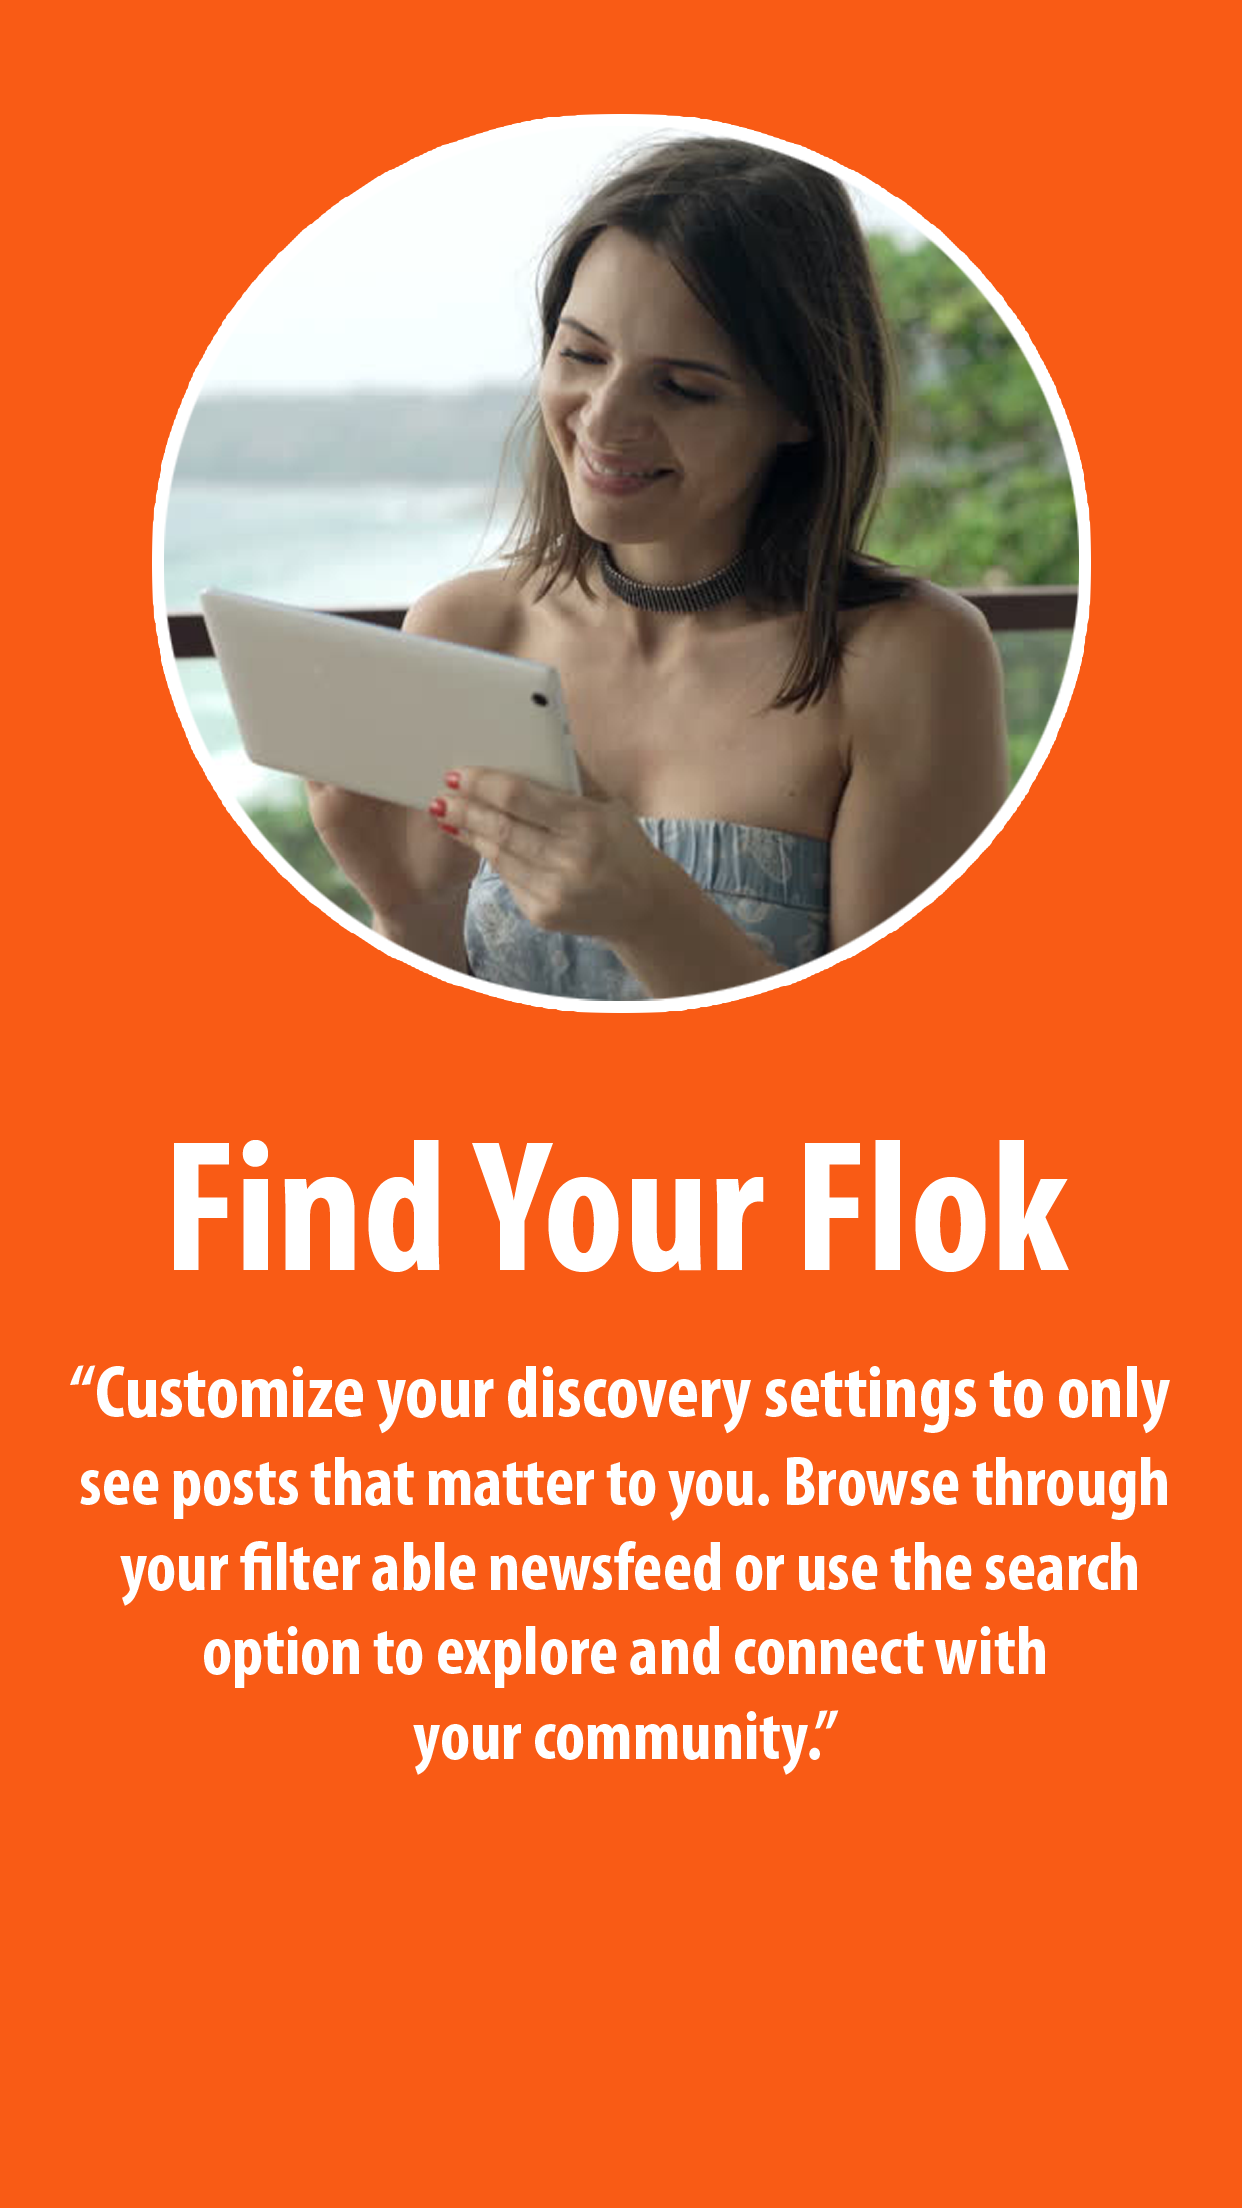 Find Your Flok
“Customize your discovery settings to only
see posts that matter to you. Browse through
your filter able newsfeed or use the search
option to explore and connect with
your community.”